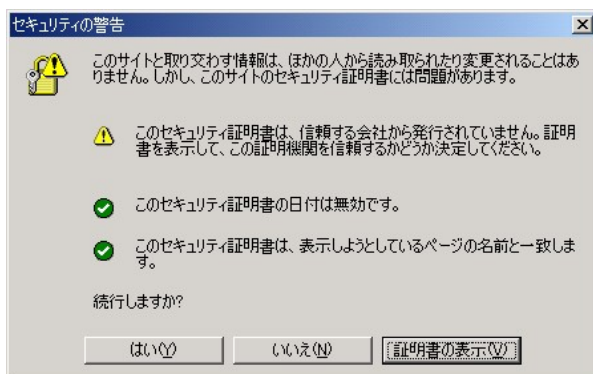 セキュリティの警告
このサイトと取り交わす情報は、ほかの人から読み取られたり変更されることはあ
りません。しかし、このサイトのセキュリティ証明書には問題があります。
このセキュリティ証明書は、信頼する会社から発行されていません。証明
書を表示して、この証明機関を信頼するかどうか決定してください。
このセキュリティ証明書の日付は無効です。
このセキュリティ証明書は、表示しようとしているページの名前と一致しま
す。
続行しますか?
はい(Y) いいえ(N) 証明書の表示(V)